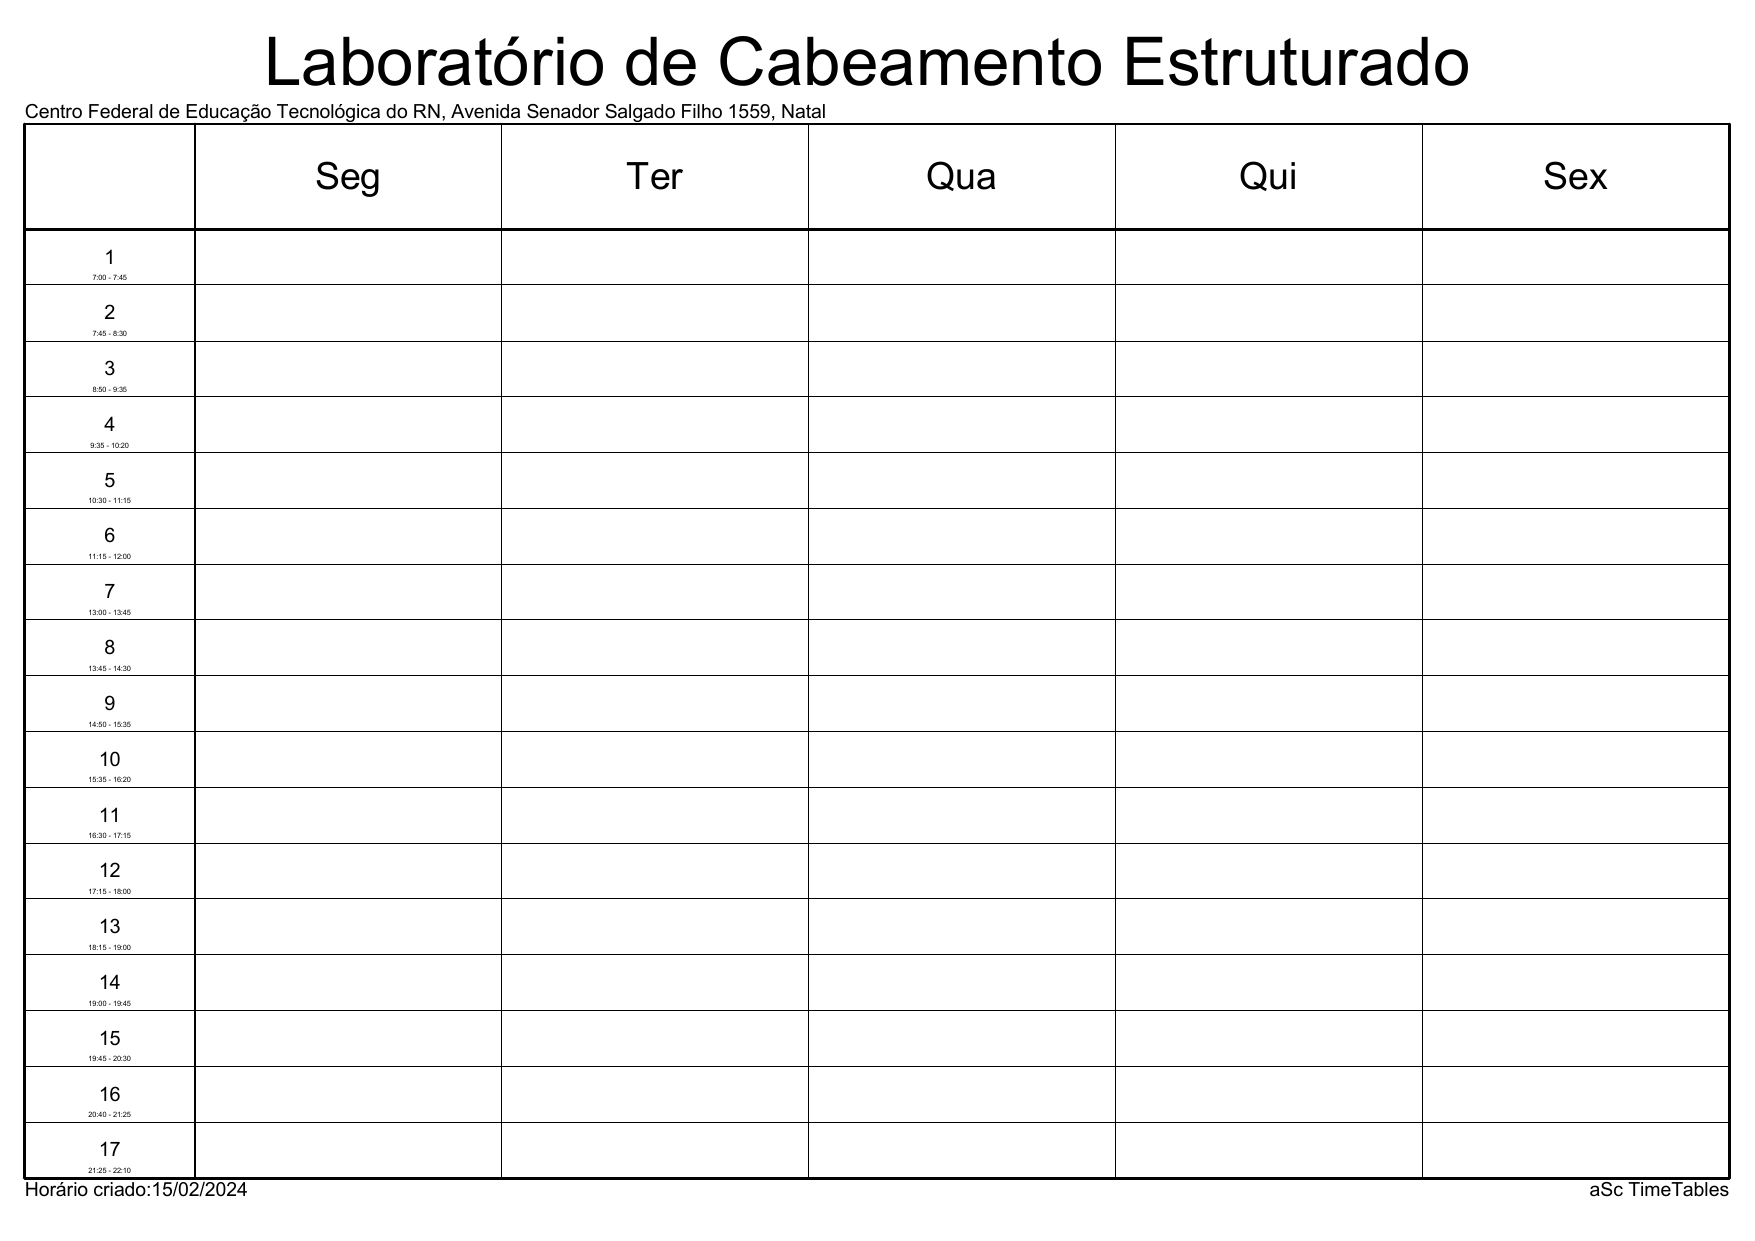 Laboratório de Cabeamento Estruturado
Centro Federal de Educação Tecnológica do RN, Avenida Senador Salgado Filho 1559, Natal
Seg Ter Qua Qui Sex
1
7:00 - 7:45
2
7:45 - 8:30
3
8:50 - 9:35
4
9:35 - 10:20
5
10:30 - 11:15
6
11:15 - 12:00
7
13:00 - 13:45
8
13:45 - 14:30
9
14:50 - 15:35
10
15:35 - 16:20
11
16:30 - 17:15
12
17:15 - 18:00
13
18:15 - 19:00
14
19:00 - 19:45
15
19:45 - 20:30
16
20:40 - 21:25
17
21:25 - 22:10
Horário criado:15/02/2024 aSc TimeTables